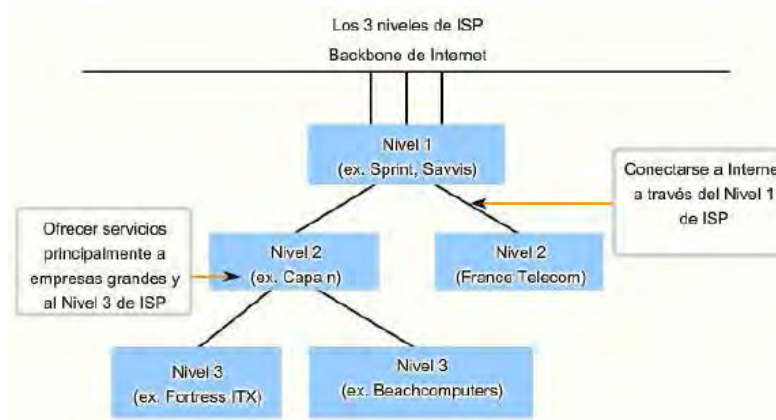 Los 3 niveles de ISP
Backbone de Internet
Nivel 1
(ex. Sprint, Savvis)
Conectarse a Internet
a través del Nivel 1
de ISP
Ofrecer servicios
principalmente a
empresas grandes y
al Nivel 3 de ISP
Nivel 2
(ex. Capa n)
Nivel 2
(France Telecom)
Nivel 3
(ex. Fortress ITX)
Nivel 3
(ex. Beachcomputers)